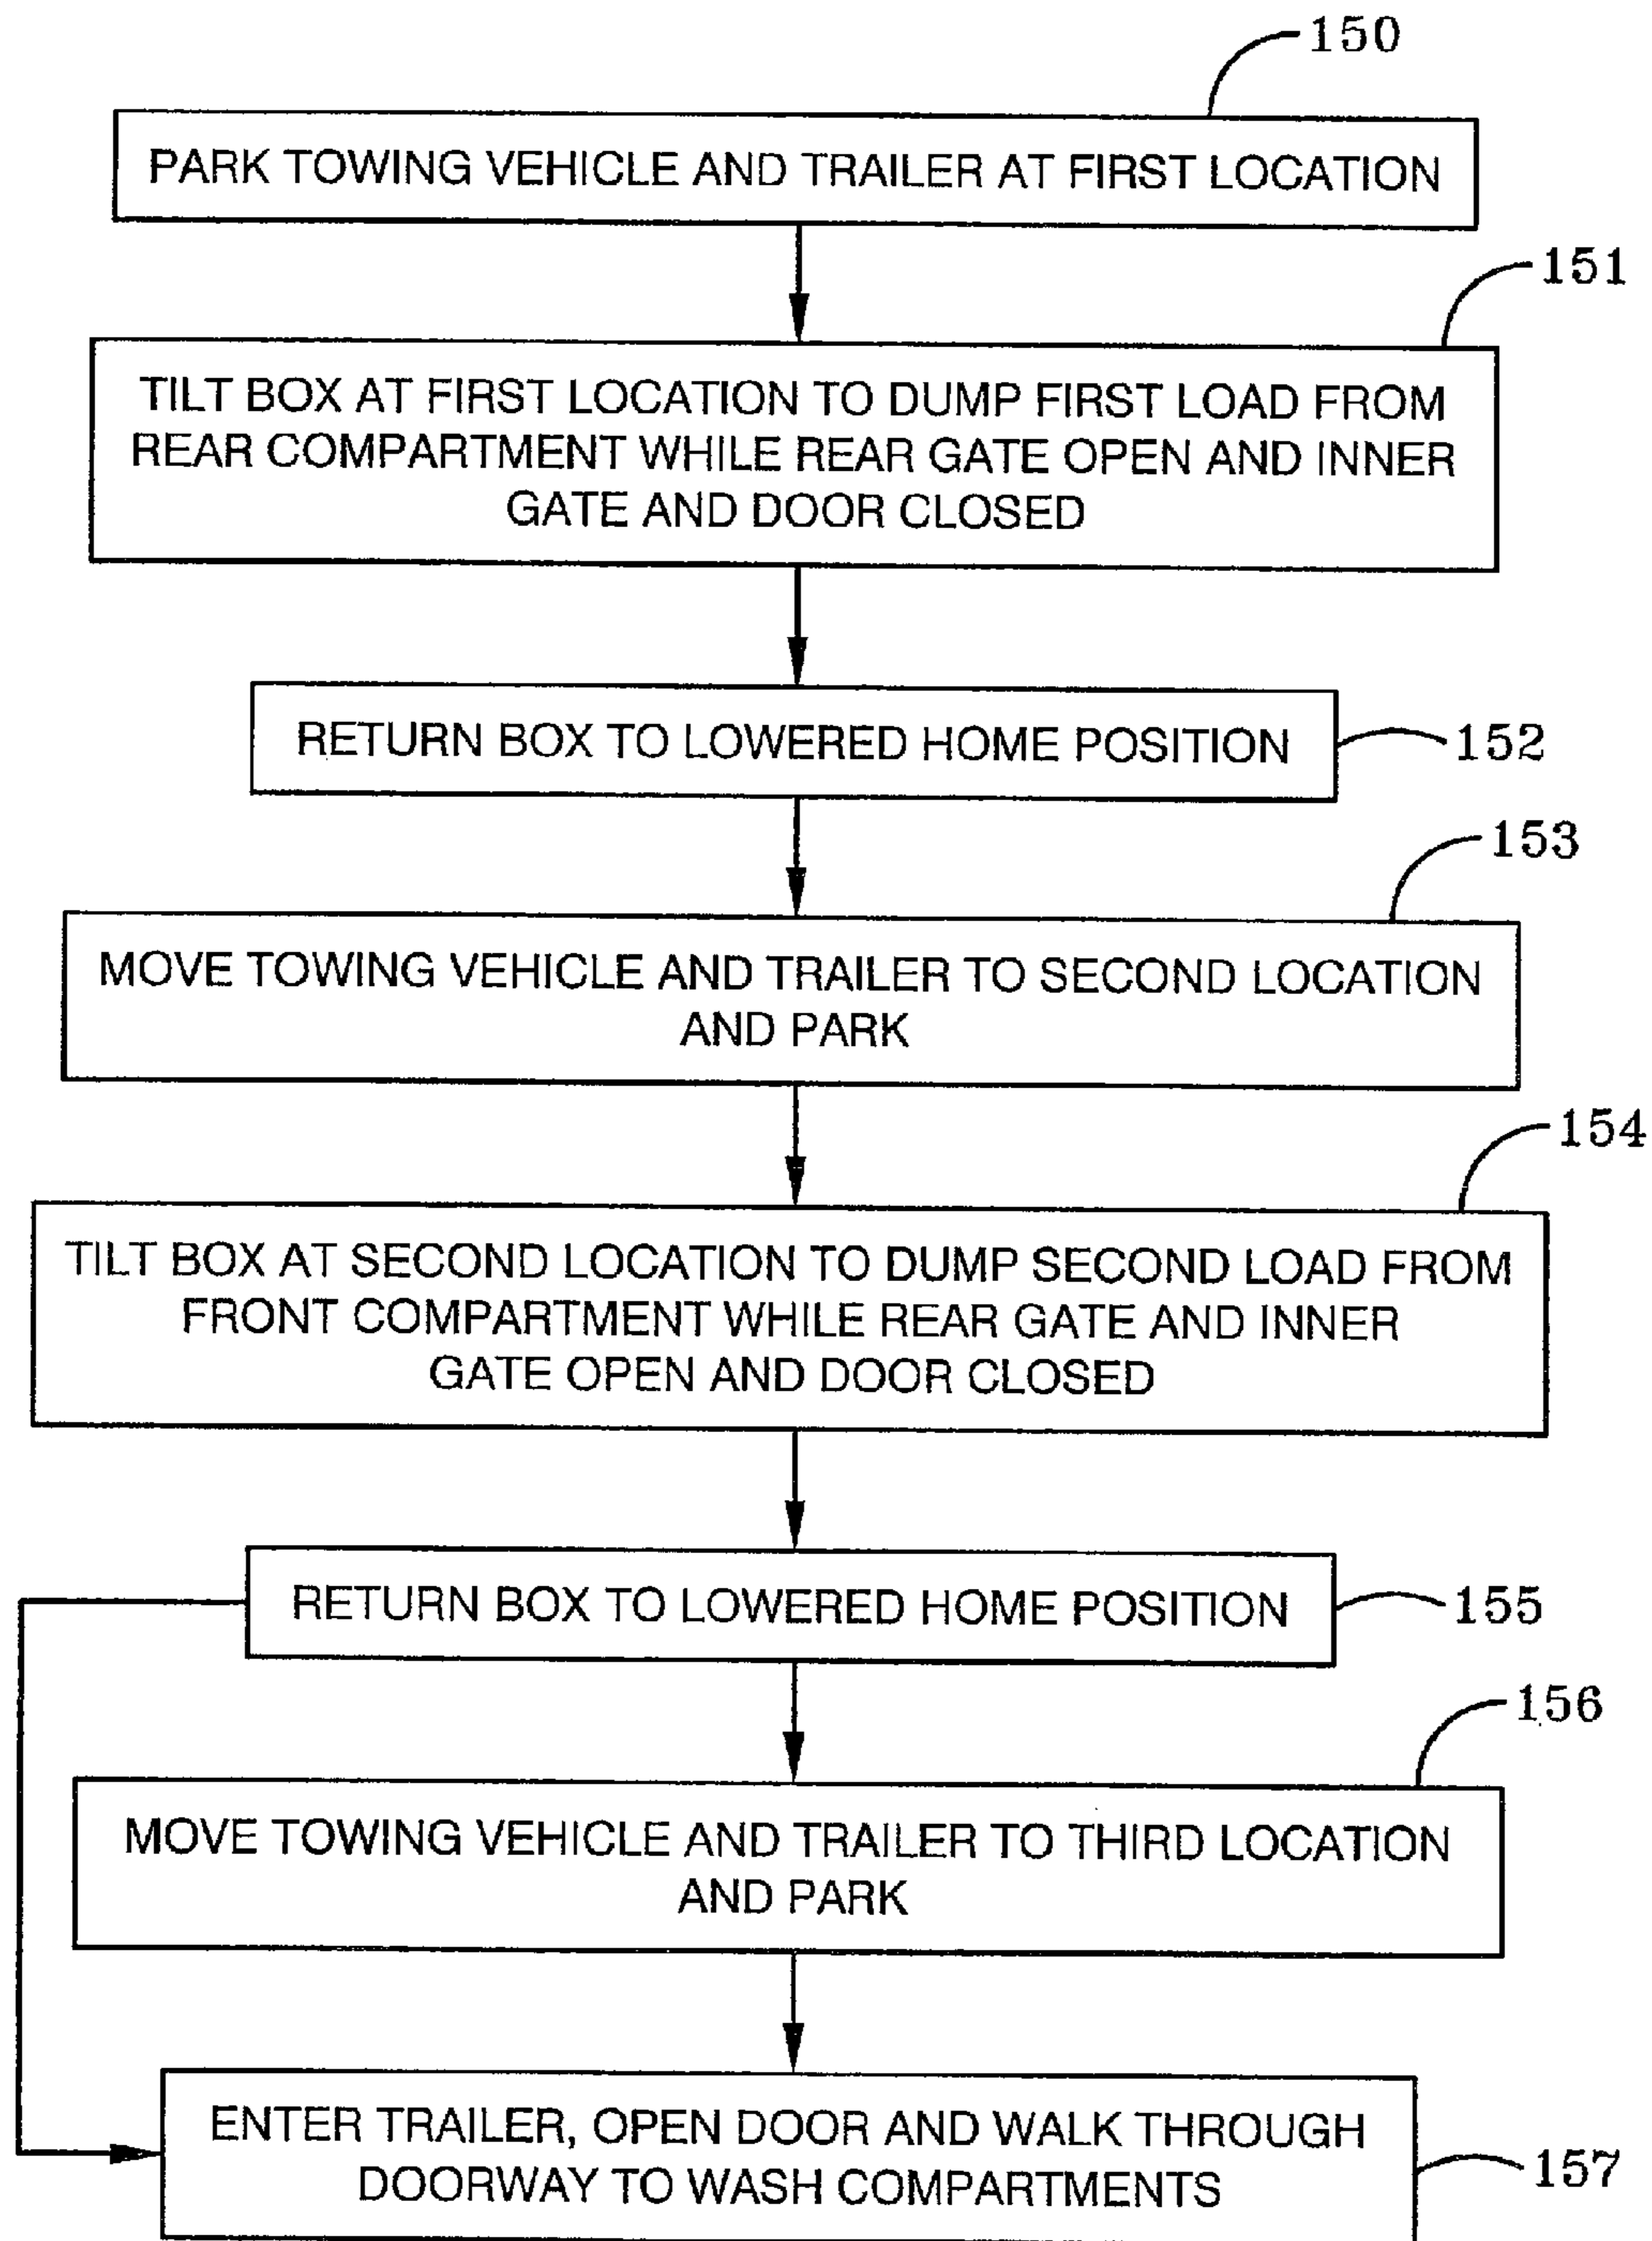 150
PARK TOWING VEHICLE AND TRAILER AT FIRST LOCATION
151
TILT BOX AT FIRST LOCATION TO DUMP FIRST LOAD FROM
REAR COMPARTMENT WHILE REAR GATE OPEN AND INNER
GATE AND DOOR CLOSED
RETURN BOX TO LOWERED HOME POSITION
152
153
MOVE TOWING VEHICLE AND TRAILER TO SECOND LOCATION
AND PARK
154
TILT BOX AT SECOND LOCATION TO DUMP SECOND LOAD FROM
FRONT COMPARTMENT WHILE REAR GATE AND INNER
GATE OPEN AND DOOR CLOSED
RETURN BOX TO LOWERED HOME POSITION
155
156
MOVE TOWING VEHICLE AND TRAILER TO THIRD LOCATION
AND PARK
ENTER TRAILER, OPEN DOOR AND WALK THROUGH
DOORWAY TO WASH COMPARTMENTS
157